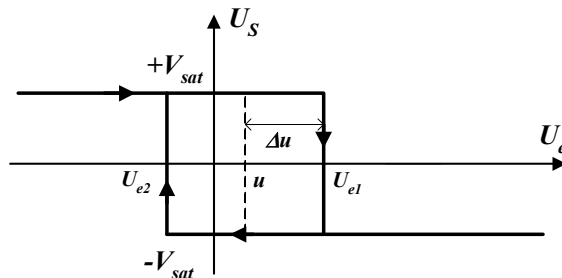 U_S
+V_sat
U_e
Δu
U_e2
u
U_e1
-V_sat